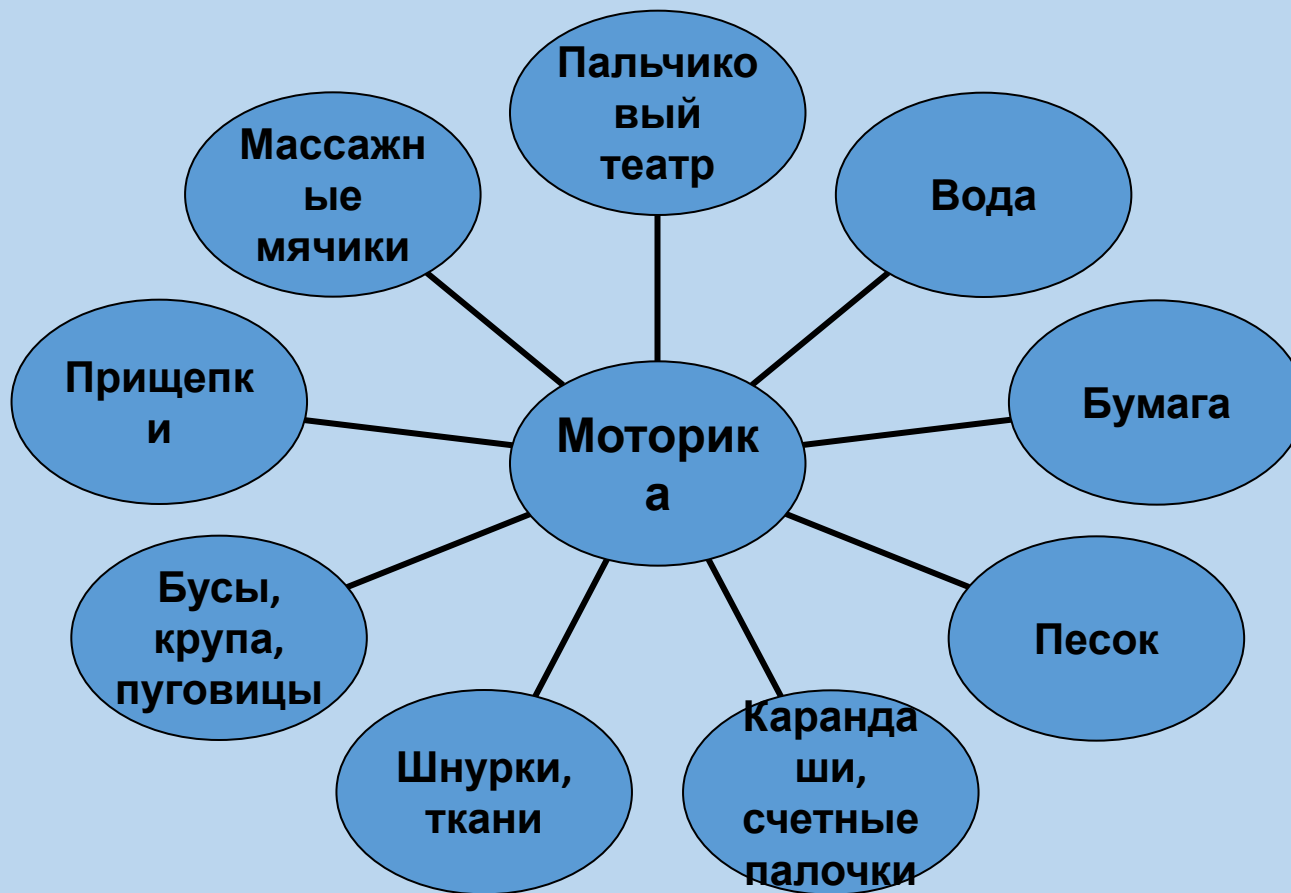 Пальчико
вый
театр
Массажн
ые
мячики
Вода
Прищепк
и
Бумага
Моторик
а
Бусы,
крупа,
пуговицы
Песок
Шнурки,
ткани
Каранда
ши,
счетные
палочки